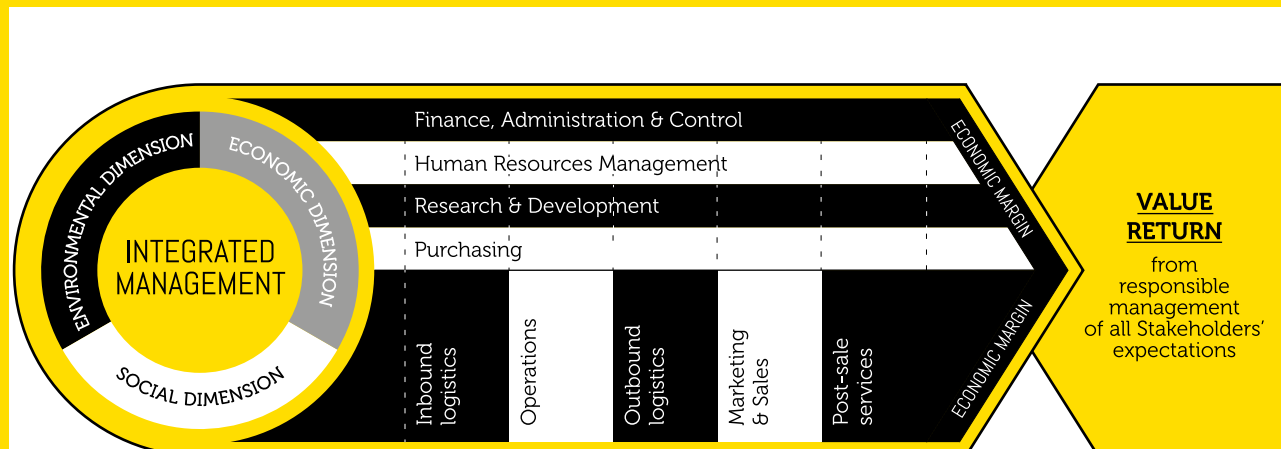 ENVIRONMENTAL DIMENSION
ECONOMIC DIMENSION
SOCIAL DIMENSION
INTEGRATED
MANAGEMENT
Finance, Administration & Control
Human Resources Management
Research & Development
Purchasing
Inbound
logistics
Operations
Outbound
logistics
Marketing
& Sales
Post-sale
services
ECONOMIC MARGIN
ECONOMIC MARGIN
VALUE
RETURN
from
responsible
management
of all Stakeholders’
expectations